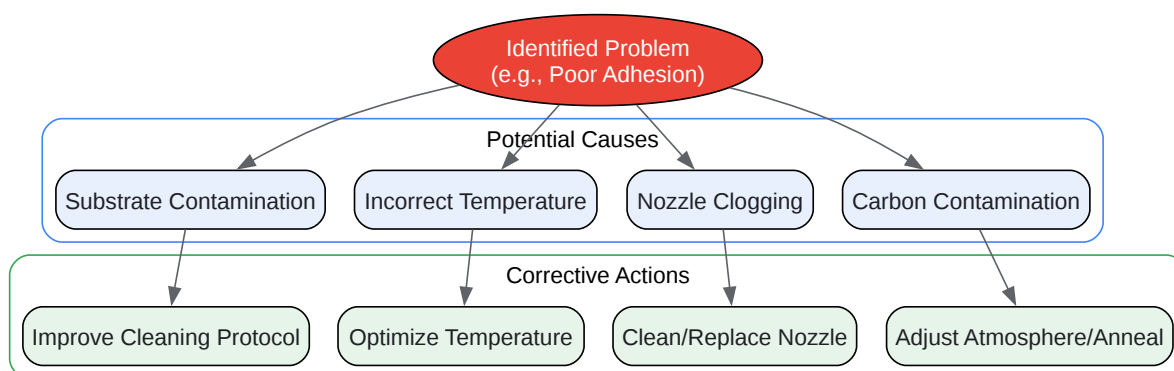 Identified Problem
(e.g., Poor Adhesion)
Potential Causes
Substrate Contamination
Incorrect Temperature
Nozzle Clogging
Carbon Contamination
Corrective Actions
Improve Cleaning Protocol
Optimize Temperature
Clean/Replace Nozzle
Adjust Atmosphere/Anneal